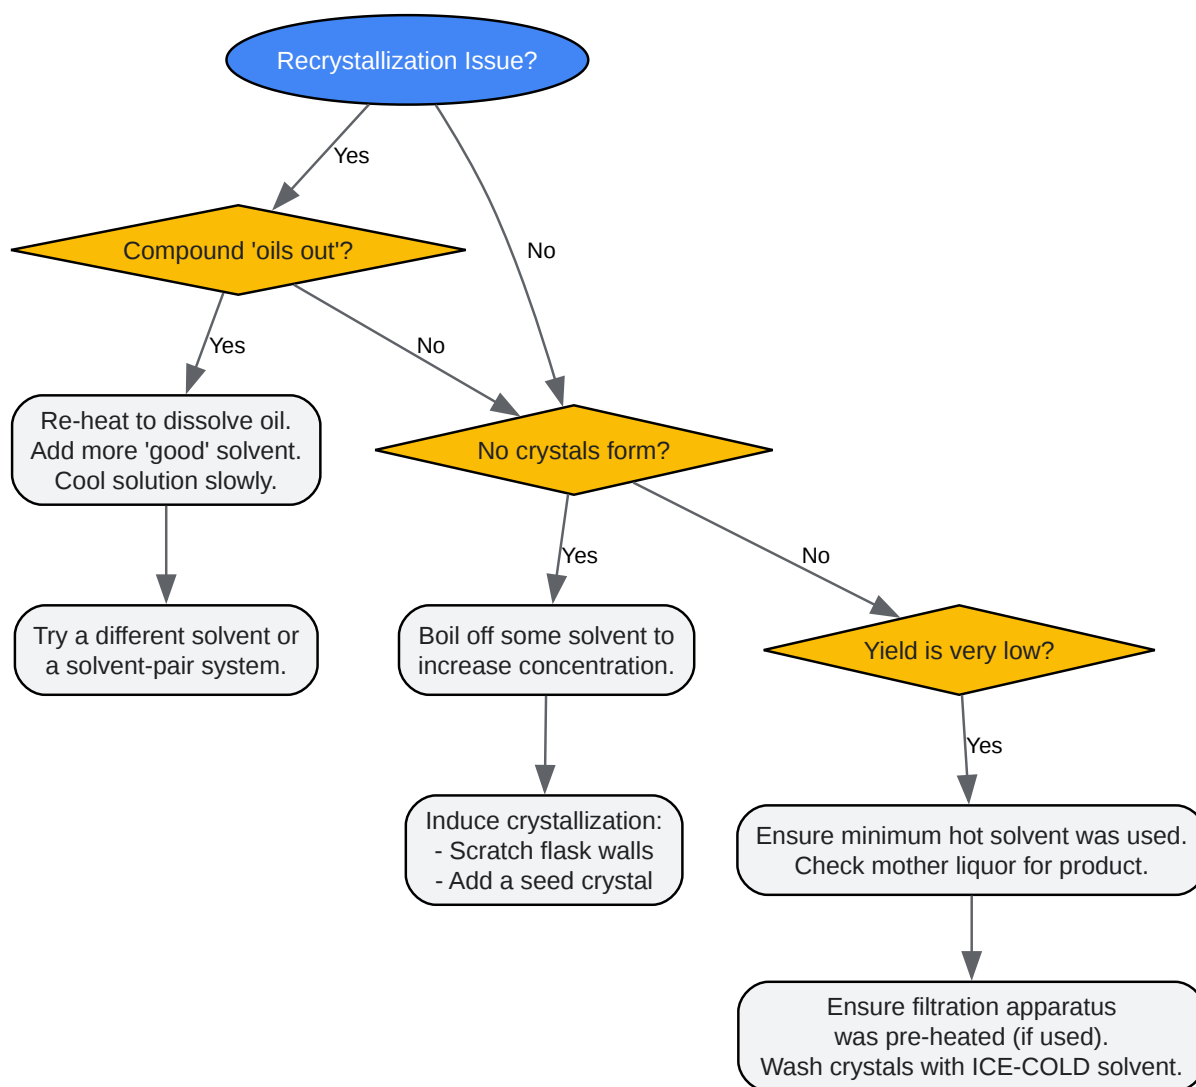 Recrystallization Issue?
Yes
Compound 'oils out'?
No
Yes
No
Re-heat to dissolve oil.
Add more 'good' solvent.
Cool solution slowly.
No crystals form?
Yes
No
Try a different solvent or
a solvent-pair system.
Boil off some solvent to
increase concentration.
Yield is very low?
Yes
Induce crystallization:
- Scratch flask walls
- Add a seed crystal
Ensure minimum hot solvent was used.
Check mother liquor for product.
Ensure filtration apparatus
was pre-heated (if used).
Wash crystals with ICE-COLD solvent.